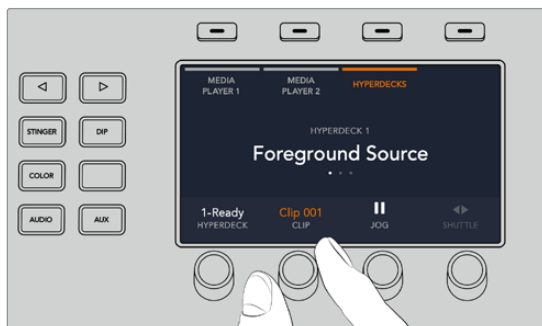 MEDIA PLAYER 1
MEDIA PLAYER 2
HYPERDECKS
STINGER
DIP
HYPERDECK 1
Foreground Source
COLOR
1-Ready
HYPERDECK
Clip 001
CLIP
JOG
SHUTTLE
AUDIO
AUX